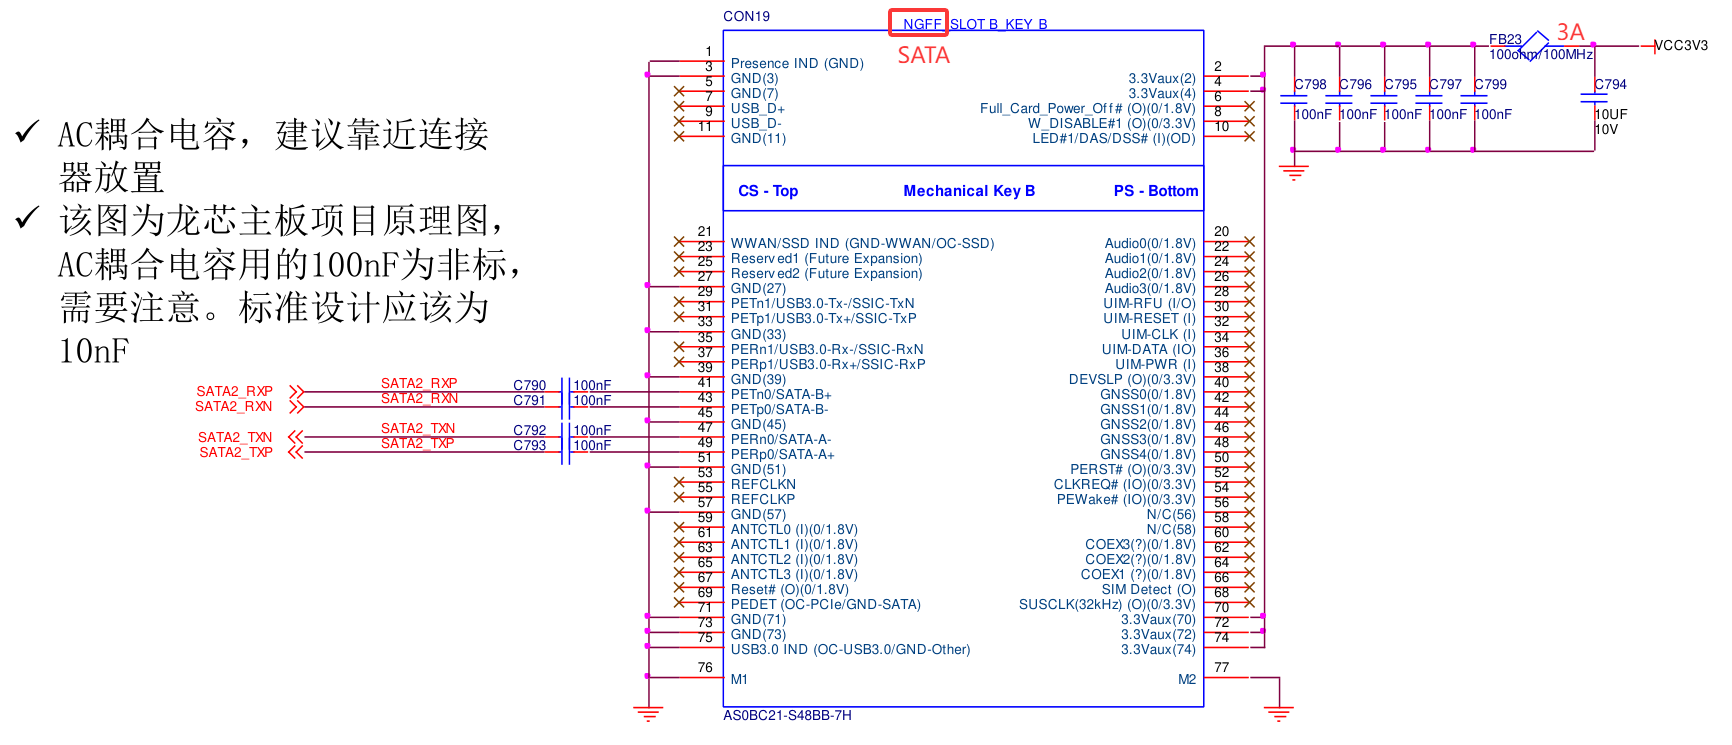 ✓ AC耦合电容，建议靠近连接
器放置
✓ 该图为龙芯主板项目原理图，
AC耦合电容用的100nF为非标，
需要注意。标准设计应该为
10nF
CON19
NGFF_SLOT B_KEY B
SATA
1
Presence IND (GND)
3
GND(3)
5
GND(7)
7
USB_D+
9
USB_D-
11
GND(11)
2
3.3Vaux(2)
4
3.3Vaux(4)
6
Full_Card_Power_Off# (O)(0/1.8V)
8
W_DISABLE#1 (O)(0/3.3V)
10
LED#1/DAS/DSS# (I)(OD)
CS - Top Mechanical Key B PS - Bottom
21
WWAN/SSD IND (GND-WWAN/OC-SSD)
23
Reserved1 (Future Expansion)
25
Reserved2 (Future Expansion)
27
GND(27)
29
PETn1/USB3.0-Tx-/SSIC-TxN
31
PETp1/USB3.0-Tx+/SSIC-TxP
33
GND(33)
35
PERn1/USB3.0-Rx-/SSIC-RxN
37
PERp1/USB3.0-Rx+/SSIC-RxP
39
GND(39)
41
PETn0/SATA-B+
43
PETp0/SATA-B-
45
GND(45)
47
PERn0/SATA-A-
49
PERp0/SATA-A+
51
GND(51)
53
REFCLKN
55
REFCLKP
57
GND(57)
59
ANTCTL0 (I)(0/1.8V)
61
ANTCTL1 (I)(0/1.8V)
63
ANTCTL2 (I)(0/1.8V)
65
ANTCTL3 (I)(0/1.8V)
67
Reset# (O)(0/1.8V)
69
PEDET (OC-PCIe/GND-SATA)
71
GND(71)
73
GND(73)
75
USB3.0 IND (OC-USB3.0/GND-Other)
76
M1
20
Audio0(0/1.8V)
22
Audio1(0/1.8V)
24
Audio2(0/1.8V)
26
Audio3(0/1.8V)
28
UIM-RFU (I/O)
30
UIM-RESET (I)
32
UIM-CLK (I)
34
UIM-DATA (IO)
36
UIM-PWR (I)
38
DEVSLP (O)(0/3.3V)
40
GNSS0(0/1.8V)
42
GNSS1(0/1.8V)
44
GNSS2(0/1.8V)
46
GNSS3(0/1.8V)
48
GNSS4(0/1.8V)
50
PERST# (O)(0/3.3V)
52
CLKREQ# (IO)(0/3.3V)
54
PEWake# (IO)(0/3.3V)
56
N/C(56)
58
N/C(58)
60
COEX3(?)(0/1.8V)
62
COEX2(?)(0/1.8V)
64
COEX1 (?)(0/1.8V)
66
SIM Detect (O)
68
SUSCLK(32kHz) (O)(0/3.3V)
70
3.3Vaux(70)
72
3.3Vaux(72)
74
3.3Vaux(74)
77
M2
AS0BC21-S48BB-7H
SATA2_RXP SATA2_RXP C790 100nF
SATA2_RXN SATA2_RXN C791 100nF
SATA2_TXN SATA2_TXN C792 100nF
SATA2_TXP SATA2_TXP C793 100nF
FB23 3A VCC3V3
100ohm/100MHz
C798 C796 C795 C797 C799 C794
100nF 100nF 100nF 100nF 100nF 10UF
10V